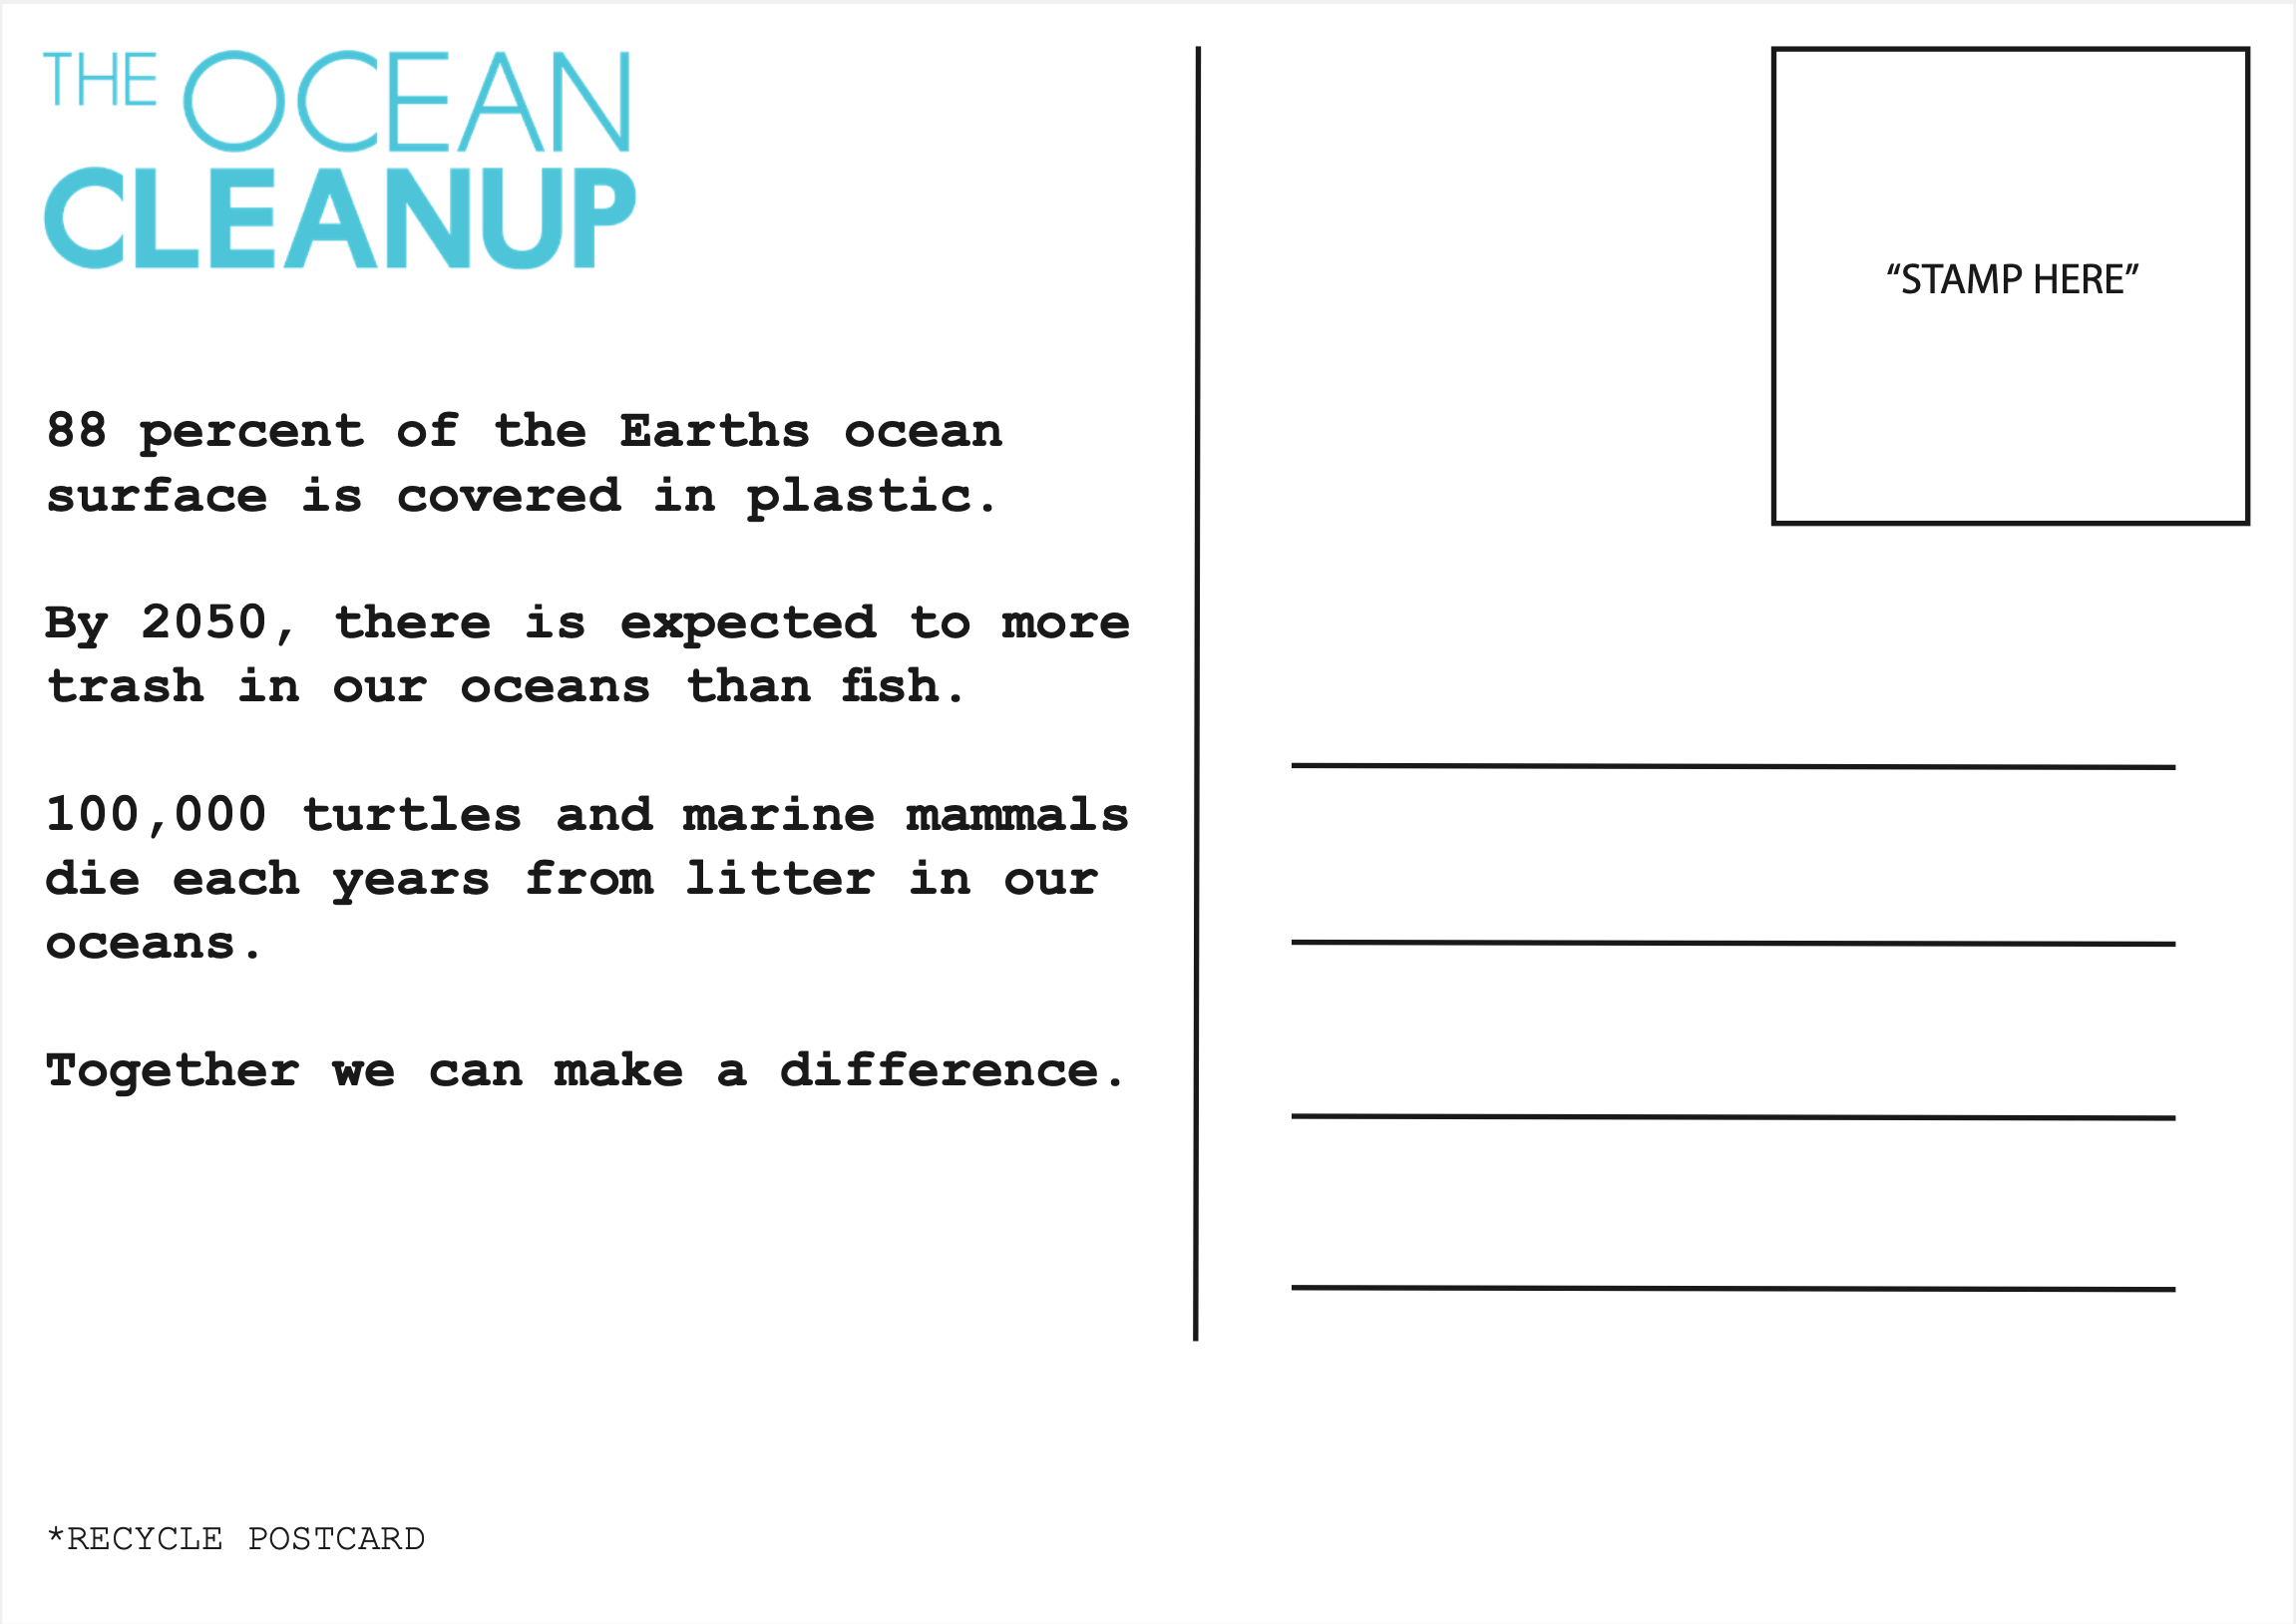 THE OCEAN
CLEANUP
88 percent of the Earths ocean
surface is covered in plastic.
By 2050, there is expected to more
trash in our oceans than fish.
100,000 turtles and marine mammals
die each years from litter in our
oceans.
Together we can make a difference.
*RECYCLE POSTCARD
“STAMP HERE”